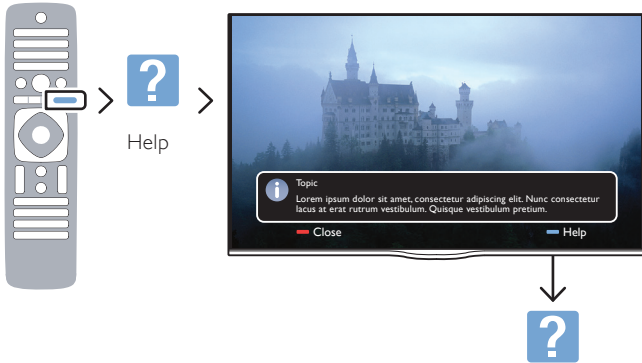 ?
Help
Topic
Lorem ipsum dolor sit amet, consectetur adipiscing elit. Nunc consectetur
lacus at erat rutrum vestibulum. Quisque vestibulum pretium.
Close
Help
?